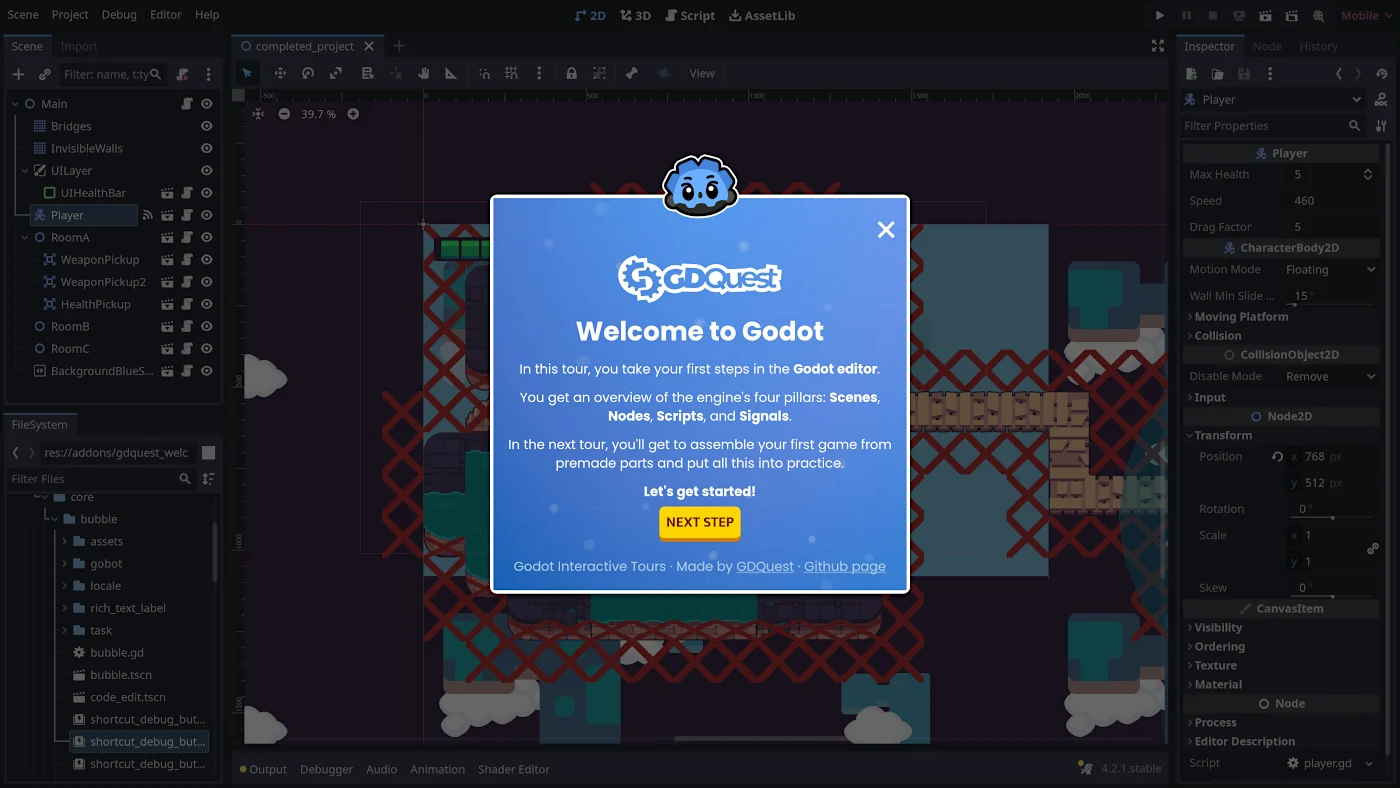 Scene Project Debug Editor Help
2D 3D Script AssetLib
Mobile
Scene Import
completed_project
Inspector Node History
Filter: name, t:ty
View
Player
Filter Properties
39.7 %
-500 0 500 1000 1500 2000
0
500
1000
1500
Main
Bridges
InvisibleWalls
UILayer
UIHealthBar
Player
RoomA
WeaponPickup
WeaponPickup2
HealthPickup
RoomB
RoomC
BackgroundBlueS...
FileSystem
res://addons/gdquest_welc
Filter Files
core
bubble
assets
gobot
locale
rich_text_label
task
bubble.gd
bubble.tscn
code_edit.tscn
shortcut_debug_but...
shortcut_debug_but...
shortcut_debug_but...
GDQuest
Welcome to Godot
In this tour, you take your first steps in the Godot editor.
You get an overview of the engine's four pillars: Scenes,
Nodes, Scripts, and Signals.
In the next tour, you'll get to assemble your first game from
premade parts and put all this into practice.
Let's get started!
NEXT STEP
Godot Interactive Tours · Made by GDQuest · Github page
Output Debugger Audio Animation Shader Editor
4.2.1.stable
Player
Max Health 5
Speed 460
Drag Factor 5
CharacterBody2D
Motion Mode Floating
Wall Min Slide ... 15 °
Moving Platform
Collision
CollisionObject2D
Disable Mode Remove
Input
Node2D
Transform
Position x 768 px
y 512 px
Rotation 0 °
Scale x 1
y 1
Skew 0 °
CanvasItem
Visibility
Ordering
Texture
Material
Node
Process
Editor Description
Script player.gd